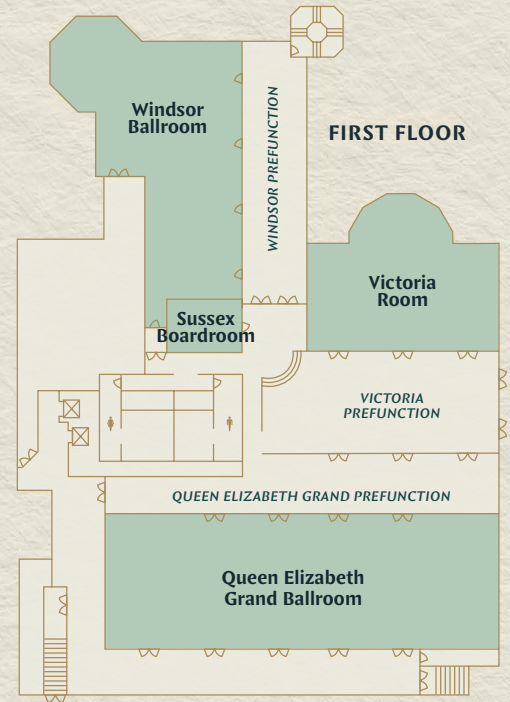 Windsor
Ballroom
WINDSOR PREFUNCTION
FIRST FLOOR
Victoria
Room
Sussex
Boardroom
VICTORIA
PREFUNCTION
QUEEN ELIZABETH GRAND PREFUNCTION
Queen Elizabeth
Grand Ballroom